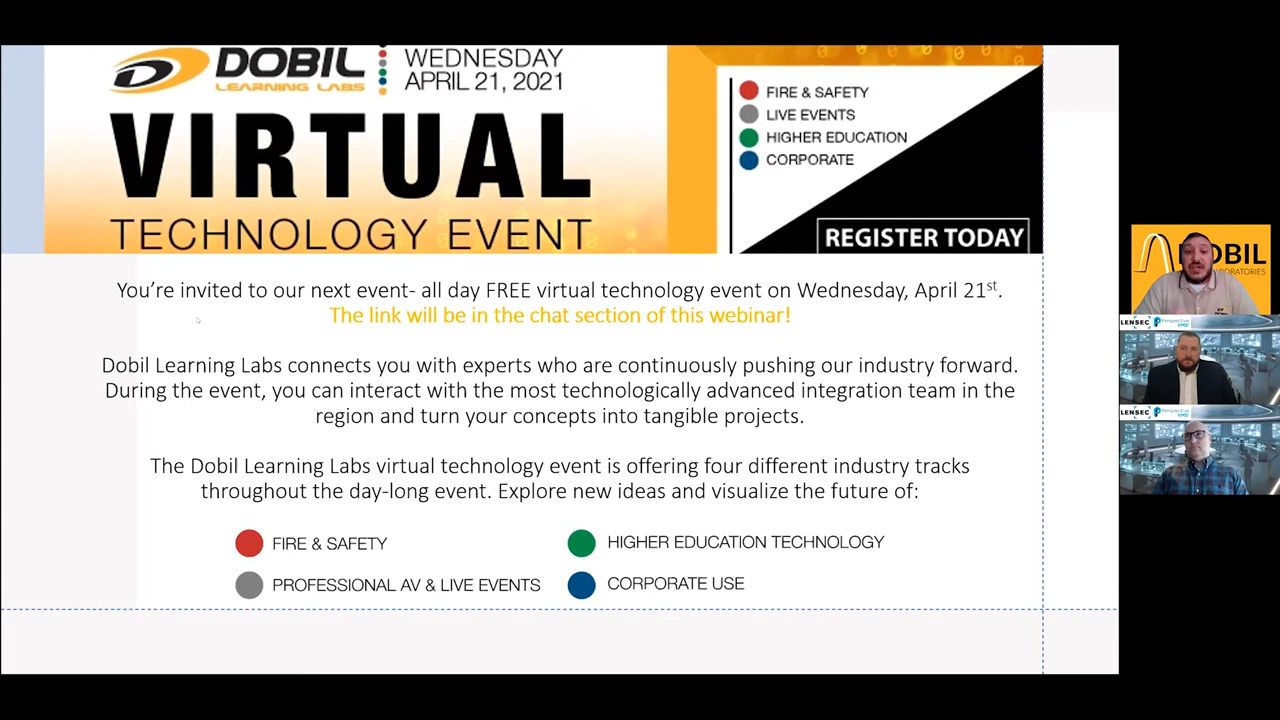 DOBIL
LEARNING LABS
WEDNESDAY
APRIL 21, 2021
VIRTUAL
TECHNOLOGY EVENT
FIRE & SAFETY
LIVE EVENTS
HIGHER EDUCATION
CORPORATE
REGISTER TODAY
You're invited to our next event- all day FREE virtual technology event on Wednesday, April 21st.
The link will be in the chat section of this webinar!
Dobil Learning Labs connects you with experts who are continuously pushing our industry forward.
During the event, you can interact with the most technologically advanced integration team in the
region and turn your concepts into tangible projects.
The Dobil Learning Labs virtual technology event is offering four different industry tracks
throughout the day-long event. Explore new ideas and visualize the future of:
FIRE & SAFETY
HIGHER EDUCATION TECHNOLOGY
PROFESSIONAL AV & LIVE EVENTS
CORPORATE USE
LENSEC
Perspective
VMS
LENSEC
Perspective
VMS